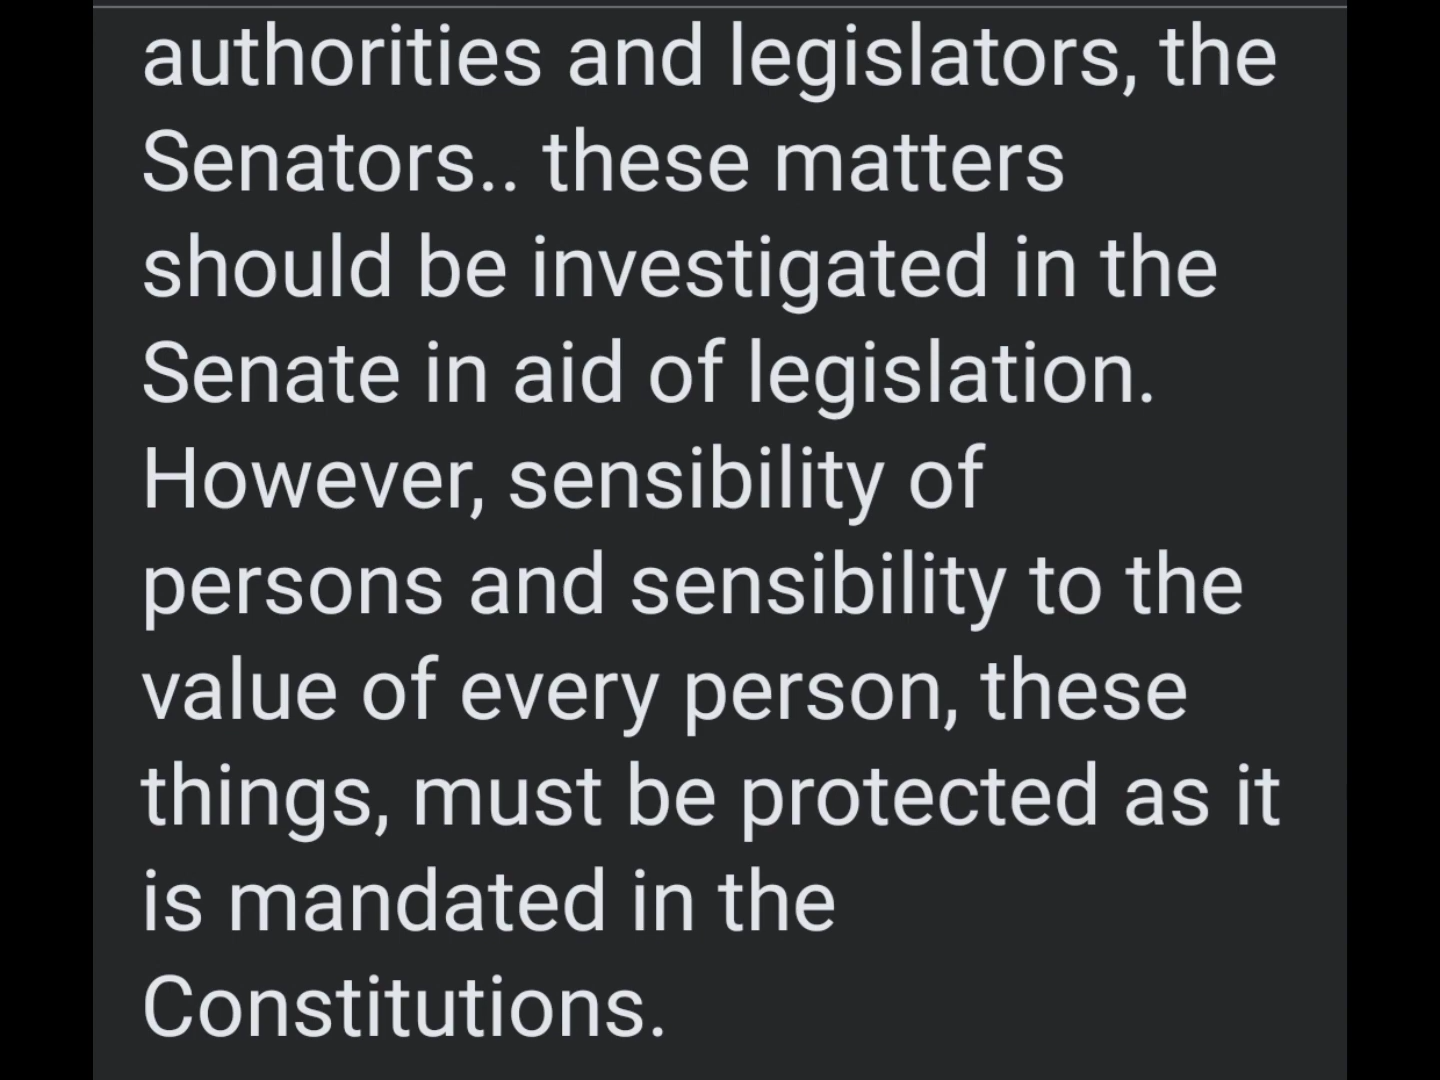 authorities and legislators, the
Senators.. these matters
should be investigated in the
Senate in aid of legislation.
However, sensibility of
persons and sensibility to the
value of every person, these
things, must be protected as it
is mandated in the
Constitutions.